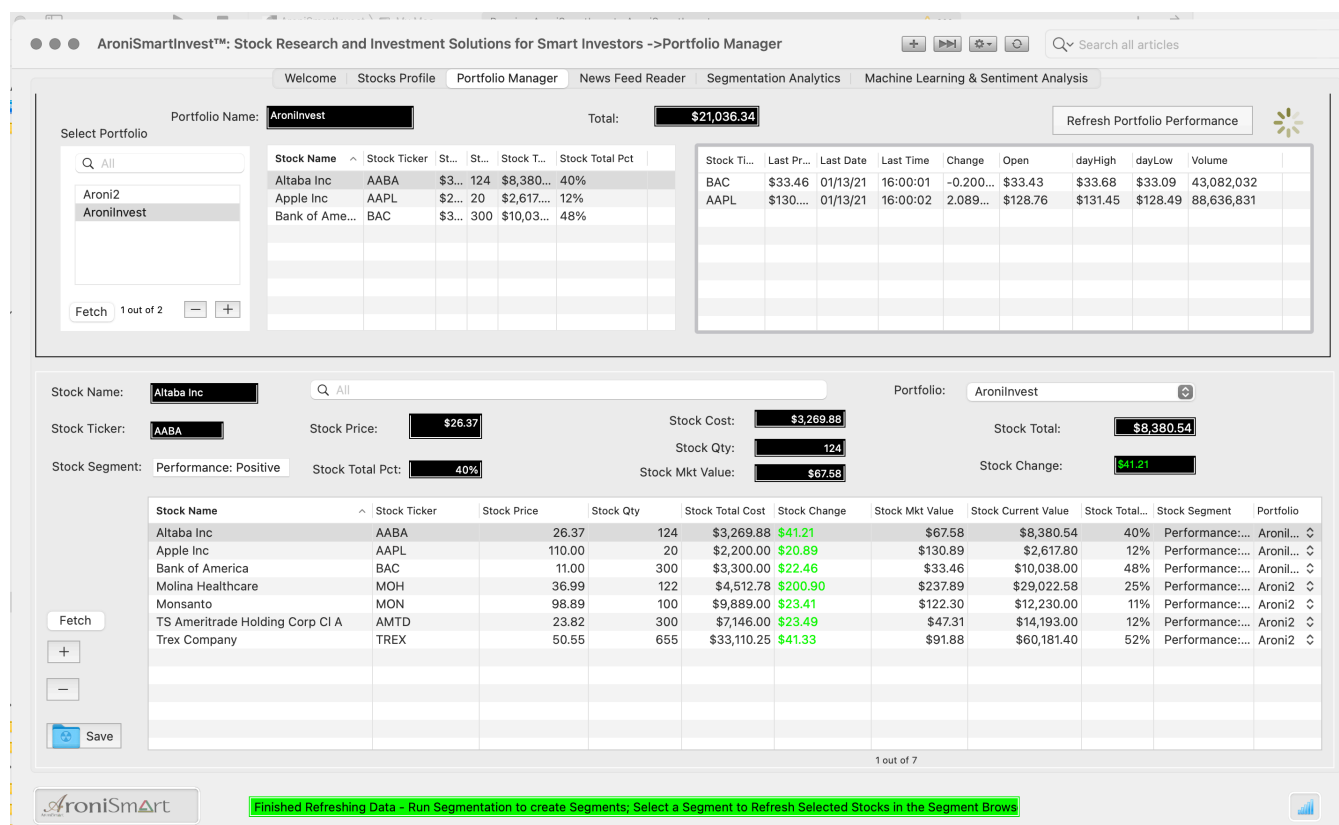 AroniSmartInvest™: Stock Research and Investment Solutions for Smart Investors ->Portfolio Manager
Search all articles
Welcome Stocks Profile Portfolio Manager News Feed Reader Segmentation Analytics Machine Learning & Sentiment Analysis
Portfolio Name: AroniInvest Total: $21,036.34 Refresh Portfolio Performance
Select Portfolio
All
Aroni2
AroniInvest
Fetch 1 out of 2 − +
Stock Name Stock Ticker St... St... Stock T... Stock Total Pct
Altaba Inc AABA $3... 124 $8,380... 40%
Apple Inc AAPL $2... 20 $2,617.... 12%
Bank of Ame... BAC $3... 300 $10,03... 48%
Stock Ti... Last Pr... Last Date Last Time Change Open dayHigh dayLow Volume
BAC $33.46 01/13/21 16:00:01 -0.200... $33.43 $33.68 $33.09 43,082,032
AAPL $130.... 01/13/21 16:00:02 2.089... $128.76 $131.45 $128.49 88,636,831
Stock Name: Altaba Inc All Portfolio: AroniInvest
Stock Ticker: AABA Stock Price: $26.37 Stock Cost: $3,269.88 Stock Total: $8,380.54
Stock Qty: 124
Stock Segment: Performance: Positive Stock Total Pct: 40% Stock Mkt Value: $67.58 Stock Change: $41.21
Stock Name Stock Ticker Stock Price Stock Qty Stock Total Cost Stock Change Stock Mkt Value Stock Current Value Stock Total... Stock Segment Portfolio
Altaba Inc AABA 26.37 124 $3,269.88 $41.21 $67.58 $8,380.54 40% Performance:... AroniI...
Apple Inc AAPL 110.00 20 $2,200.00 $20.89 $130.89 $2,617.80 12% Performance:... AroniI...
Bank of America BAC 11.00 300 $3,300.00 $22.46 $33.46 $10,038.00 48% Performance:... AroniI...
Molina Healthcare MOH 36.99 122 $4,512.78 $200.90 $237.89 $29,022.58 25% Performance:... Aroni2
Monsanto MON 98.89 100 $9,889.00 $23.41 $122.30 $12,230.00 11% Performance:... Aroni2
TS Ameritrade Holding Corp Cl A AMTD 23.82 300 $7,146.00 $23.49 $47.31 $14,193.00 12% Performance:... Aroni2
Trex Company TREX 50.55 655 $33,110.25 $41.33 $91.88 $60,181.40 52% Performance:... Aroni2
Fetch
+
−
Save
1 out of 7
AroniSmart
Finished Refreshing Data - Run Segmentation to create Segments; Select a Segment to Refresh Selected Stocks in the Segment Brows